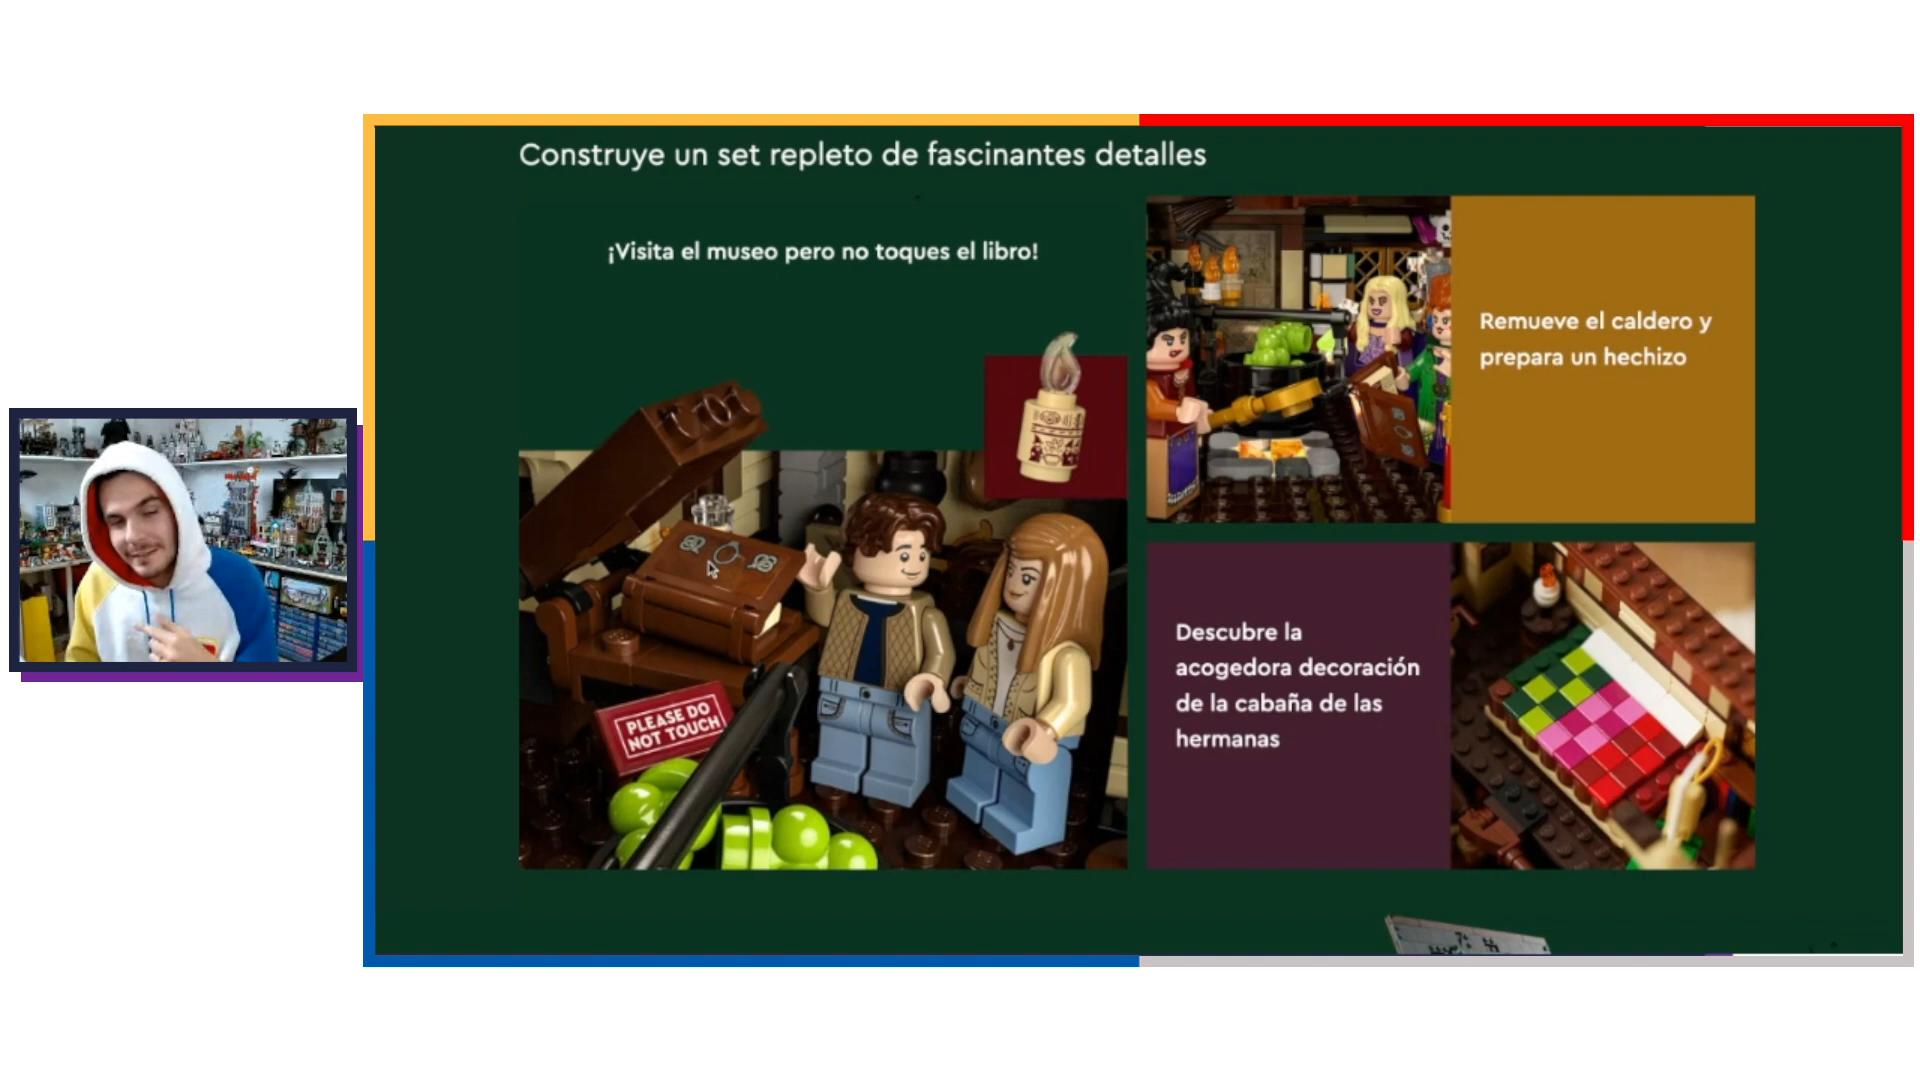 Construye un set repleto de fascinantes detalles
¡Visita el museo pero no toques el libro!
PLEASE DO
NOT TOUCH
Remueve el caldero y
prepara un hechizo
Descubre la
acogedora decoración
de la cabaña de las
hermanas